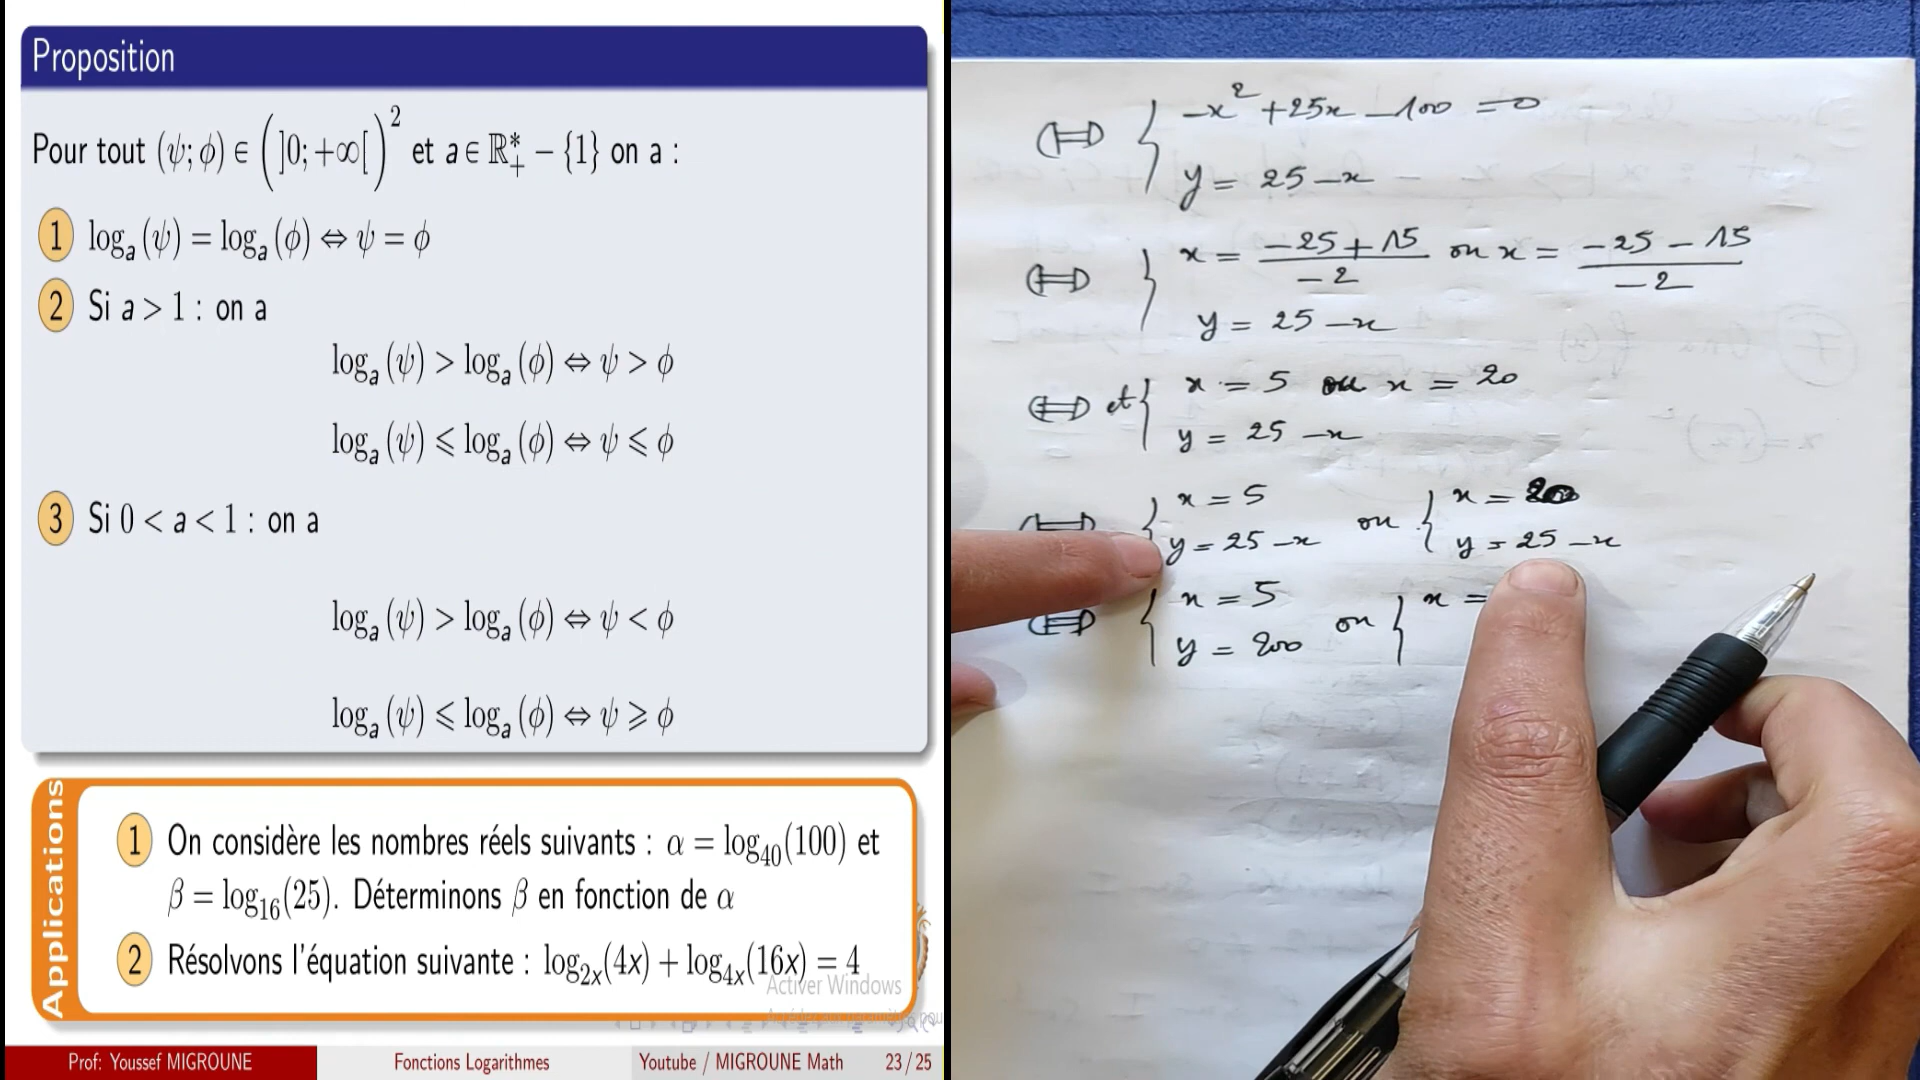 Proposition
Pour tout (ψ; ϕ) ∈ (]0; +∞[)² et a ∈ ℝ*₊ − {1} on a :
1 logₐ(ψ) = logₐ(ϕ) ⇔ ψ = ϕ
2 Si a > 1 : on a
logₐ(ψ) > logₐ(ϕ) ⇔ ψ > ϕ
logₐ(ψ) ⩽ logₐ(ϕ) ⇔ ψ ⩽ ϕ
3 Si 0 < a < 1 : on a
logₐ(ψ) > logₐ(ϕ) ⇔ ψ < ϕ
logₐ(ψ) ⩽ logₐ(ϕ) ⇔ ψ ⩾ ϕ
Applications
1 On considère les nombres réels suivants : α = log₄₀(100) et
β = log₁₆(25). Déterminons β en fonction de α
2 Résolvons l'équation suivante : log₂ₓ(4x) + log₄ₓ(16x) = 4
Activer Windows
Prof: Youssef MIGROUNE Fonctions Logarithmes Youtube / MIGROUNE Math 23 / 25
⇔ { −x² + 25x − 100 = 0
y = 25 − x
⇔ { x = (−25 + 15)/(−2) ou x = (−25 − 15)/(−2)
y = 25 − x
⇔ et { x = 5 ou x = 20
y = 25 − x
⇔ { x = 5 ou { x = 20
y = 25 − x y = 25 − x
⇔ { x = 5 ou { x =
y = 200